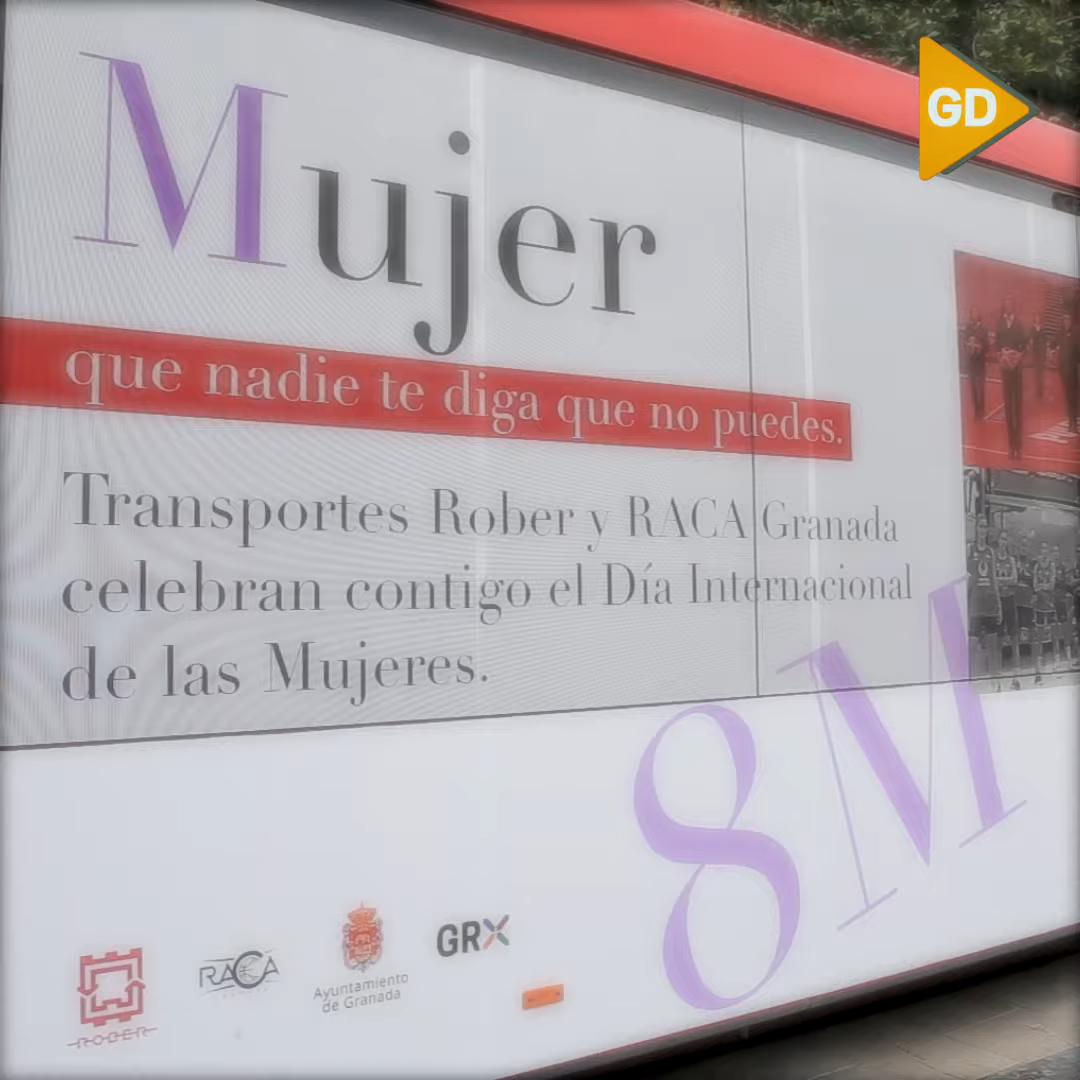 GD
Mujer
que nadie te diga que no puedes.
Transportes Rober y RACA Granada
celebran contigo el Día Internacional
de las Mujeres.
8M
ROBER
RACA
Ayuntamiento
de Granada
GRX